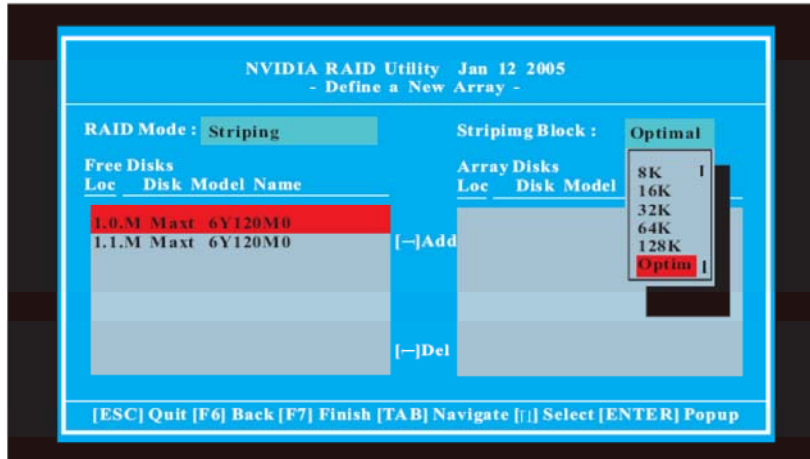 NVIDIA RAID Utility Jan 12 2005
- Define a New Array -
RAID Mode : Striping
Stripimg Block : Optimal
Free Disks
Loc Disk Model Name
Array Disks
Loc Disk Model
1.0.M Maxt 6Y120M0
1.1.M Maxt 6Y120M0
[—]Add
[—]Del
8K
16K
32K
64K
128K
Optim
[ESC] Quit [F6] Back [F7] Finish [TAB] Navigate [↑↓] Select [ENTER] Popup